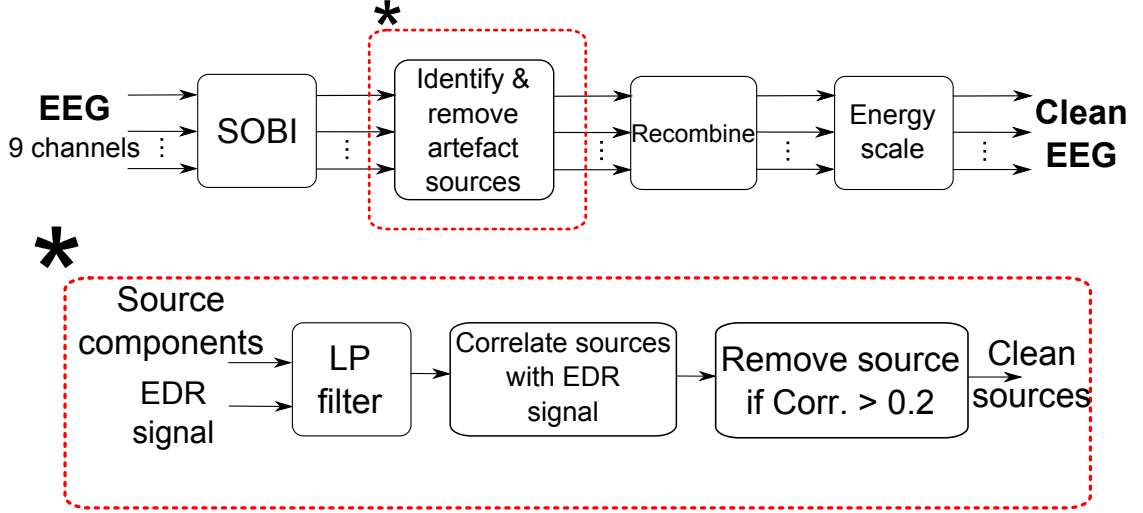 *
EEG
9 channels
⋮
SOBI
⋮
Identify &
remove
artefact
sources
⋮
Recombine
⋮
Energy
scale
⋮
Clean
EEG
*
Source
components
EDR
signal
LP
filter
Correlate sources
with EDR
signal
Remove source
if Corr. > 0.2
Clean
sources